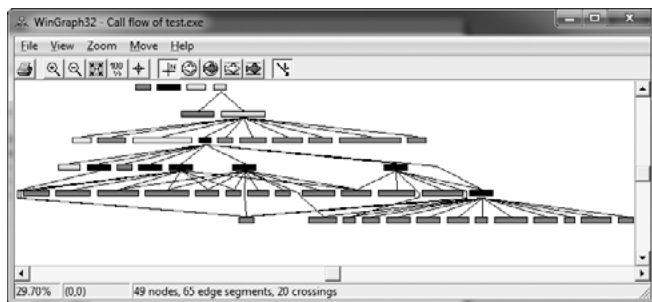 WinGraph32 - Call flow of test.exe
File View Zoom Move Help
100 %
N
29.70% (0,0) 49 nodes, 65 edge segments, 20 crossings